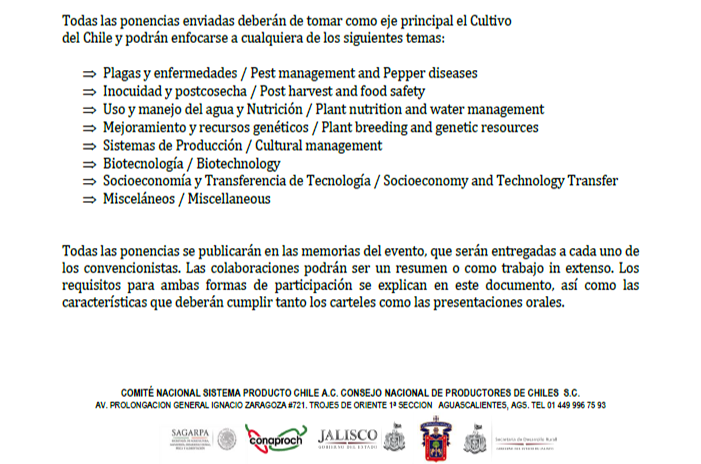 Todas las ponencias enviadas deberán de tomar como eje principal el Cultivo
del Chile y podrán enfocarse a cualquiera de los siguientes temas:
⇒ Plagas y enfermedades / Pest management and Pepper diseases
⇒ Inocuidad y postcosecha / Post harvest and food safety
⇒ Uso y manejo del agua y Nutrición / Plant nutrition and water management
⇒ Mejoramiento y recursos genéticos / Plant breeding and genetic resources
⇒ Sistemas de Producción / Cultural management
⇒ Biotecnología / Biotechnology
⇒ Socioeconomía y Transferencia de Tecnología / Socioeconomy and Technology Transfer
⇒ Misceláneos / Miscellaneous
Todas las ponencias se publicarán en las memorias del evento, que serán entregadas a cada uno de
los convencionistas. Las colaboraciones podrán ser un resumen o como trabajo in extenso. Los
requisitos para ambas formas de participación se explican en este documento, así como las
características que deberán cumplir tanto los carteles como las presentaciones orales.
COMITÉ NACIONAL SISTEMA PRODUCTO CHILE A.C. CONSEJO NACIONAL DE PRODUCTORES DE CHILES S.C.
AV. PROLONGACION GENERAL IGNACIO ZARAGOZA #721. TROJES DE ORIENTE 1ª SECCION AGUASCALIENTES, AGS. TEL 01 449 996 75 93
SAGARPA
conaproch
JALISCO
GOBIERNO DEL ESTADO
Secretaría de Desarrollo Rural